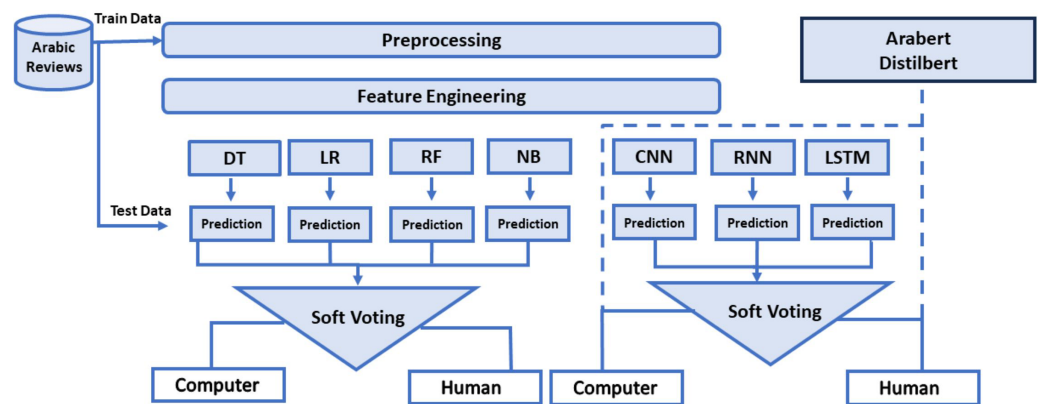 Train Data
Arabic
Reviews
Preprocessing
Arabert
Distilbert
Feature Engineering
DT
LR
RF
NB
CNN
RNN
LSTM
Test Data
Prediction
Prediction
Prediction
Prediction
Prediction
Prediction
Prediction
Soft Voting
Soft Voting
Computer
Human
Computer
Human